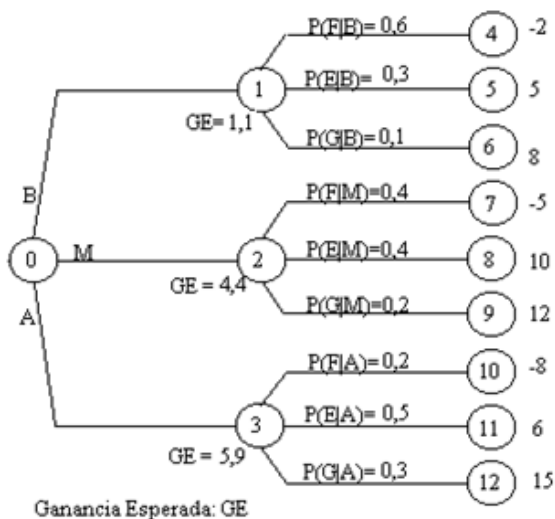 P(F|B)= 0,6 4 -2
1 P(E|B)= 0,3 5 5
GE= 1,1 P(G|B)= 0,1 6 8
B
P(F|M)=0,4 7 -5
0 M 2 P(E|M)=0,4 8 10
GE = 4,4 P(G|M)=0,2 9 12
A
P(F|A)= 0,2 10 -8
3 P(E|A)= 0,5 11 6
GE = 5,9 P(G|A)= 0,3 12 15
Ganancia Esperada: GE